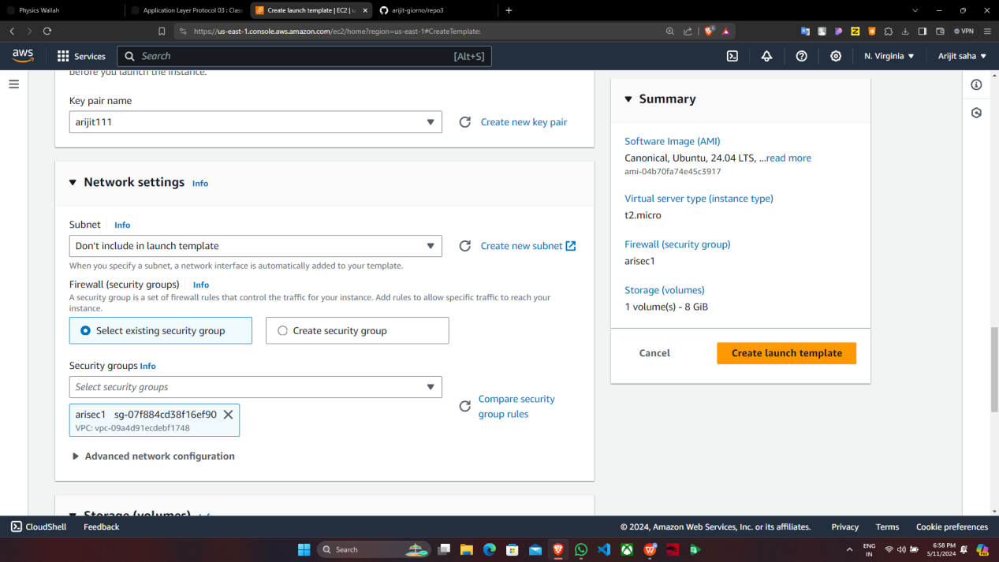 Physics Wallah
Application Layer Protocol 03 : Class
Create launch template | EC2 | u
arijit-giorno/repo3
https://us-east-1.console.aws.amazon.com/ec2/home?region=us-east-1#CreateTemplate:
VPN
aws
Services
Search
[Alt+S]
N. Virginia
Arijit saha
before you launch the instance.
Key pair name
arijit111
Create new key pair
Network settings Info
Subnet Info
Don't include in launch template
Create new subnet
When you specify a subnet, a network interface is automatically added to your template.
Firewall (security groups) Info
A security group is a set of firewall rules that control the traffic for your instance. Add rules to allow specific traffic to reach your
instance.
Select existing security group
Create security group
Security groups Info
Select security groups
Compare security
group rules
arisec1 sg-07f884cd38f16ef90
VPC: vpc-09a4d91ecdebf1748
Advanced network configuration
Storage (volumes) Info
Summary
Software Image (AMI)
Canonical, Ubuntu, 24.04 LTS, ...read more
ami-04b70fa74e45c3917
Virtual server type (instance type)
t2.micro
Firewall (security group)
arisec1
Storage (volumes)
1 volume(s) - 8 GiB
Cancel
Create launch template
CloudShell
Feedback
© 2024, Amazon Web Services, Inc. or its affiliates.
Privacy
Terms
Cookie preferences
Search
ENG
IN
6:58 PM
5/11/2024